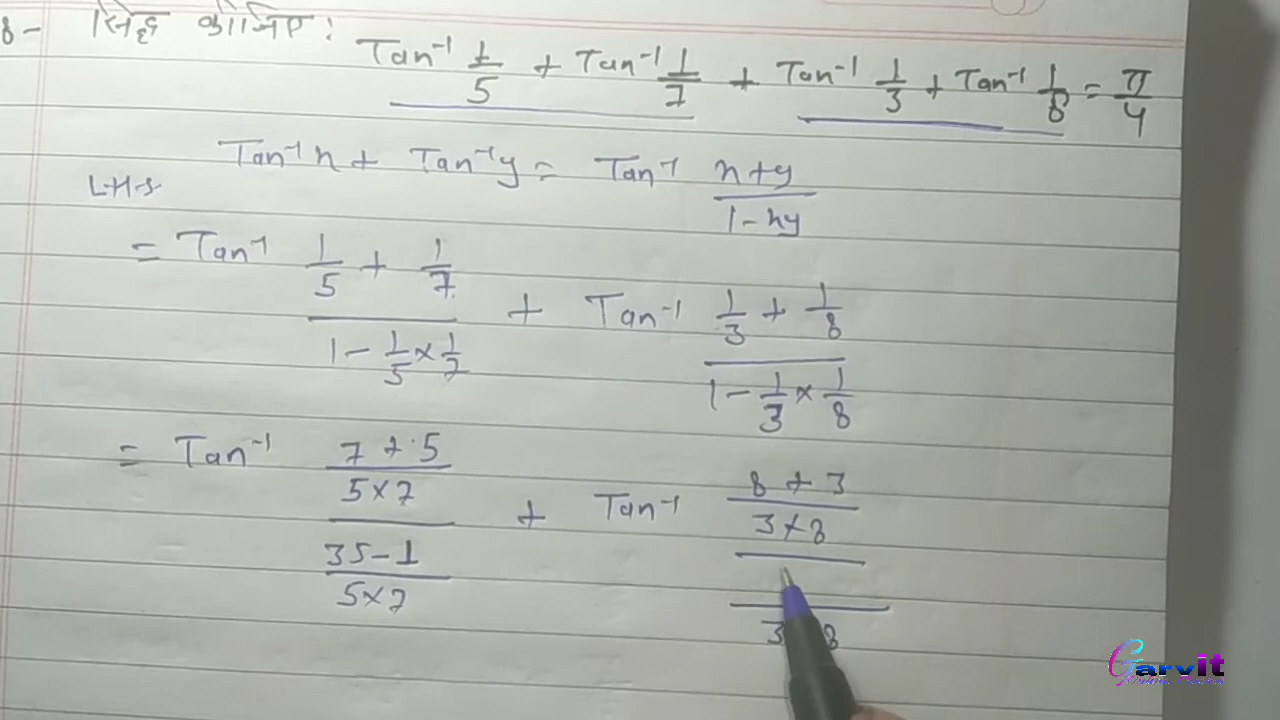 8- सिद्ध कीजिए:
Tan⁻¹ 1/5 + Tan⁻¹ 1/7 + Tan⁻¹ 1/3 + Tan⁻¹ 1/8 = π/4
Tan⁻¹x + Tan⁻¹y = Tan⁻¹ (x+y)/(1-xy)
L.H.S
= Tan⁻¹ (1/5 + 1/7)/(1 - 1/5 × 1/7) + Tan⁻¹ (1/3 + 1/8)/(1 - 1/3 × 1/8)
= Tan⁻¹ ((7+5)/(5×7))/((35-1)/(5×7)) + Tan⁻¹ ((8+3)/(3×8))/(/(3 8))
Garvit